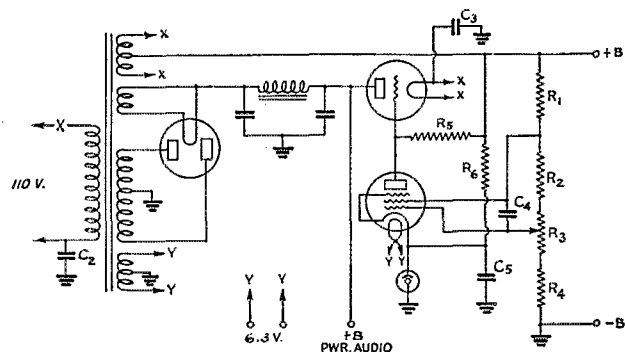 C3
X
X
X
X
+B
R1
X
R5
110 V.
R6
R2
C4
R3
C2
Y
Y
Y
Y
Y
Y
C5
R4
6.3 V.
+B
PWR. AUDIO
-B